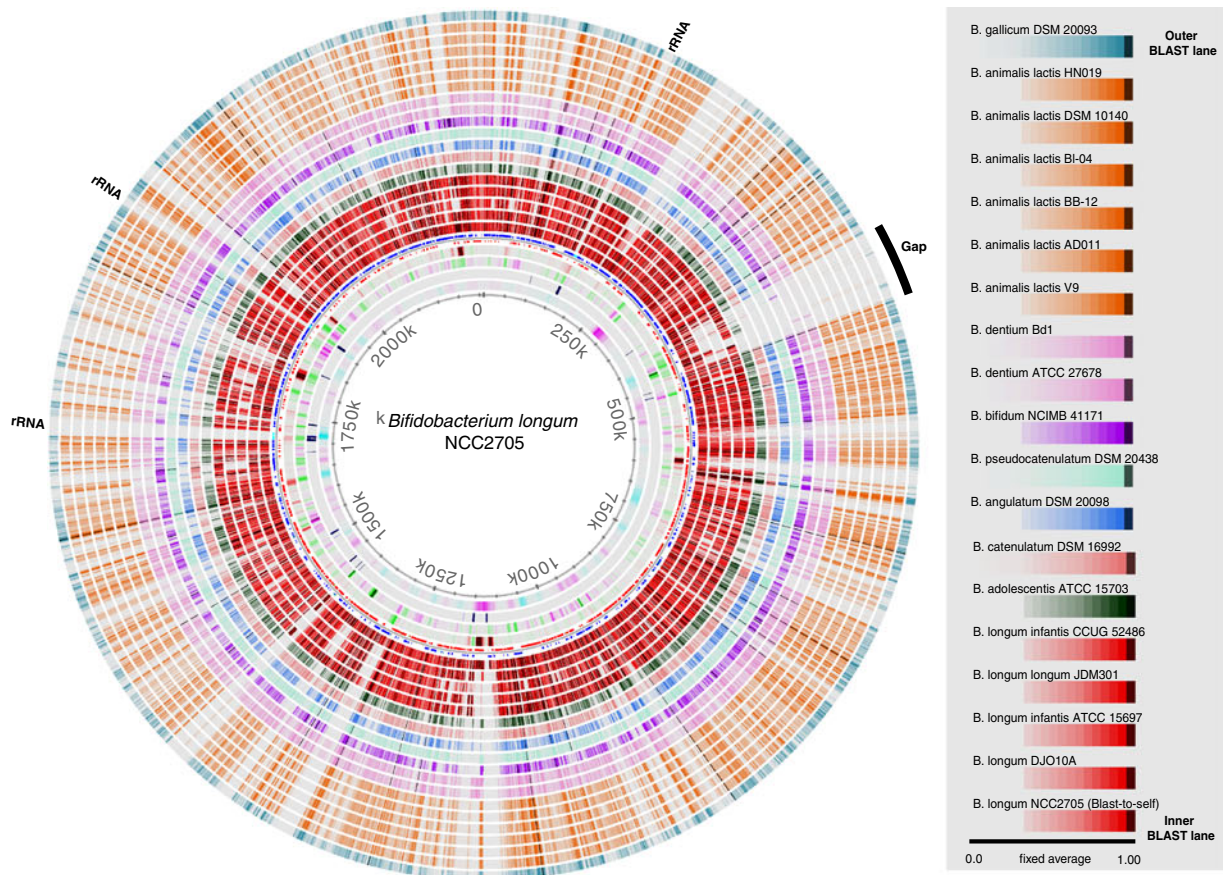 rRNA
rRNA
rRNA
Gap
0
250k
500k
750k
1000k
1250k
1500k
1750k
2000k
k Bifidobacterium longum
NCC2705
B. gallicum DSM 20093
Outer
BLAST lane
B. animalis lactis HN019
B. animalis lactis DSM 10140
B. animalis lactis Bl-04
B. animalis lactis BB-12
B. animalis lactis AD011
B. animalis lactis V9
B. dentium Bd1
B. dentium ATCC 27678
B. bifidum NCIMB 41171
B. pseudocatenulatum DSM 20438
B. angulatum DSM 20098
B. catenulatum DSM 16992
B. adolescentis ATCC 15703
B. longum infantis CCUG 52486
B. longum longum JDM301
B. longum infantis ATCC 15697
B. longum DJO10A
B. longum NCC2705 (Blast-to-self)
Inner
BLAST lane
0.0 fixed average 1.00